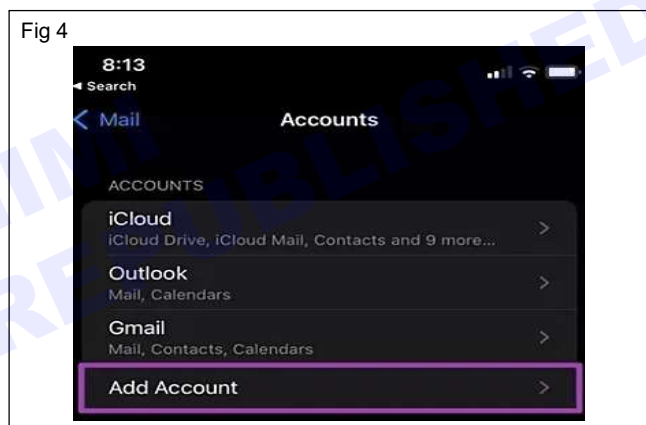 Fig 4
8:13
◄ Search
Mail
Accounts
ACCOUNTS
iCloud
iCloud Drive, iCloud Mail, Contacts and 9 more...
Outlook
Mail, Calendars
Gmail
Mail, Contacts, Calendars
Add Account